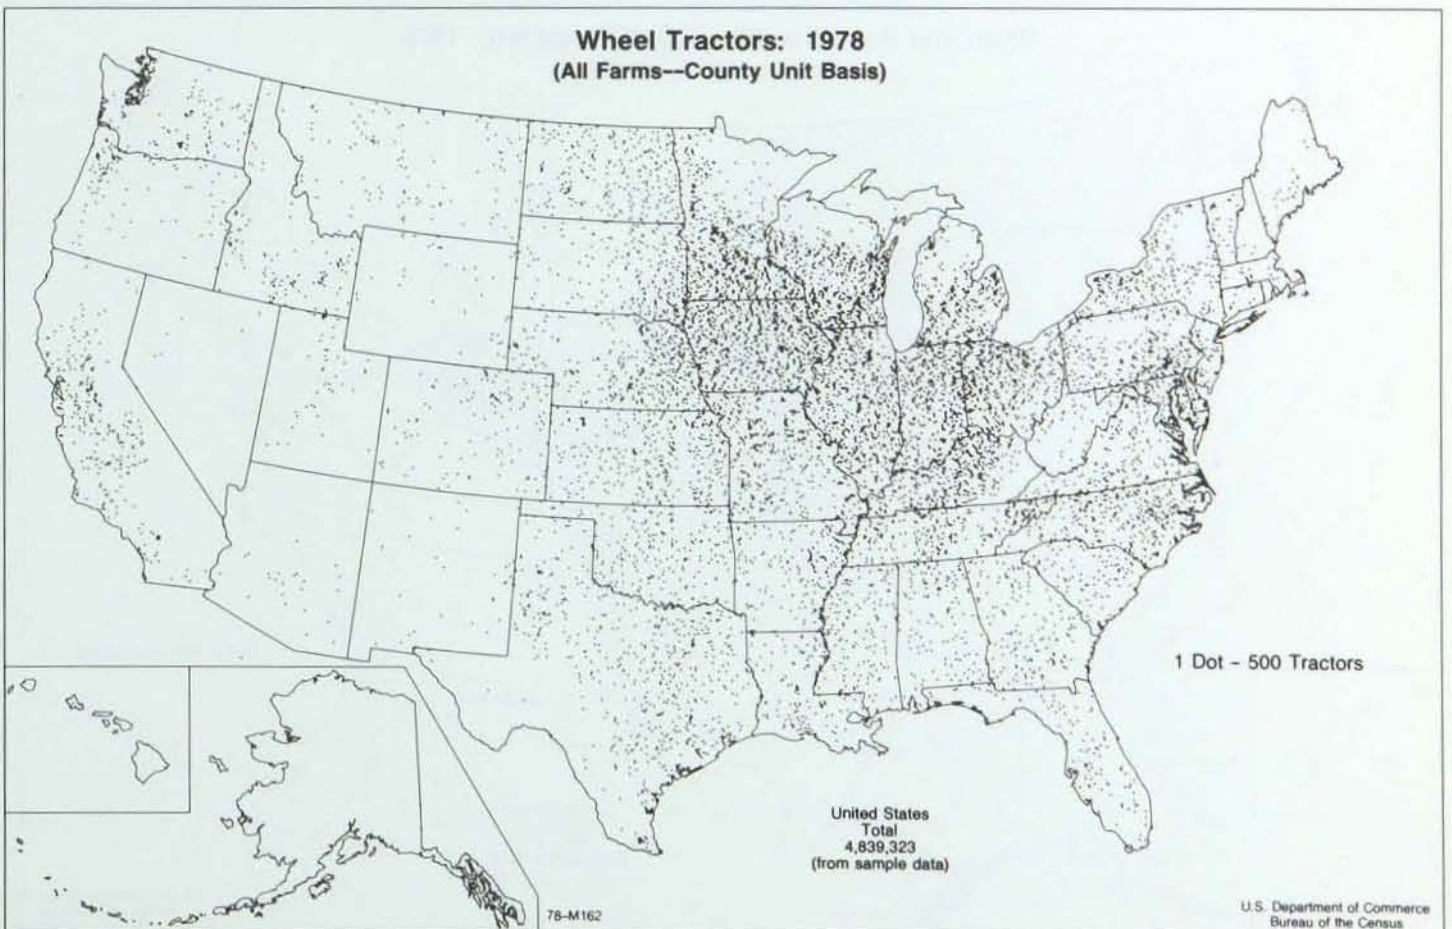 Wheel Tractors: 1978
(All Farms--County Unit Basis)
1 Dot - 500 Tractors
United States
Total
4,839,323
(from sample data)
78-M162
U.S. Department of Commerce
Bureau of the Census